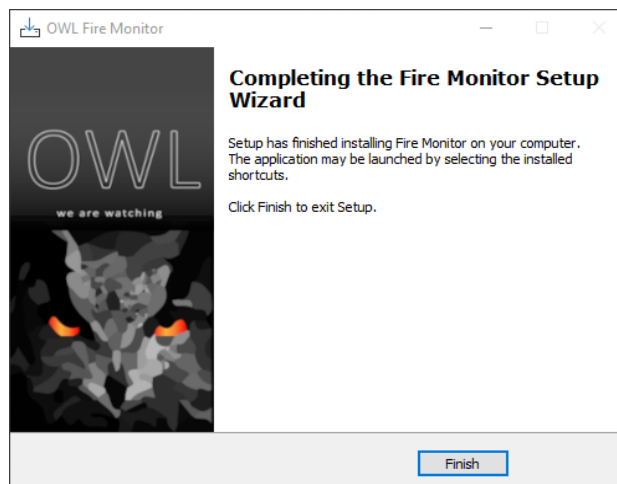 OWL Fire Monitor
OWL
we are watching
Completing the Fire Monitor Setup
Wizard
Setup has finished installing Fire Monitor on your computer.
The application may be launched by selecting the installed
shortcuts.
Click Finish to exit Setup.
Finish